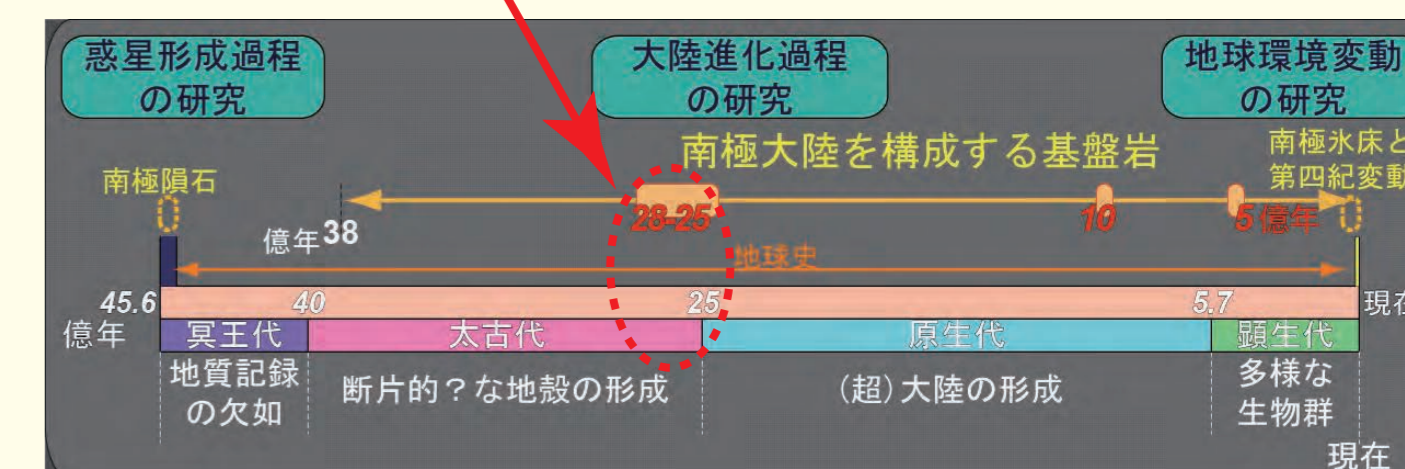 惑星形成過程
の研究
大陸進化過程
の研究
地球環境変動
の研究
南極大陸を構成する基盤岩
南極氷床と
第四紀変動
南極隕石
億年38
28-25
10
5億年
地球史
45.6
億年
40
25
5.7
現在
冥王代
太古代
原生代
顕生代
地質記録
の欠如
断片的？な地殻の形成
(超)大陸の形成
多様な
生物群
現在